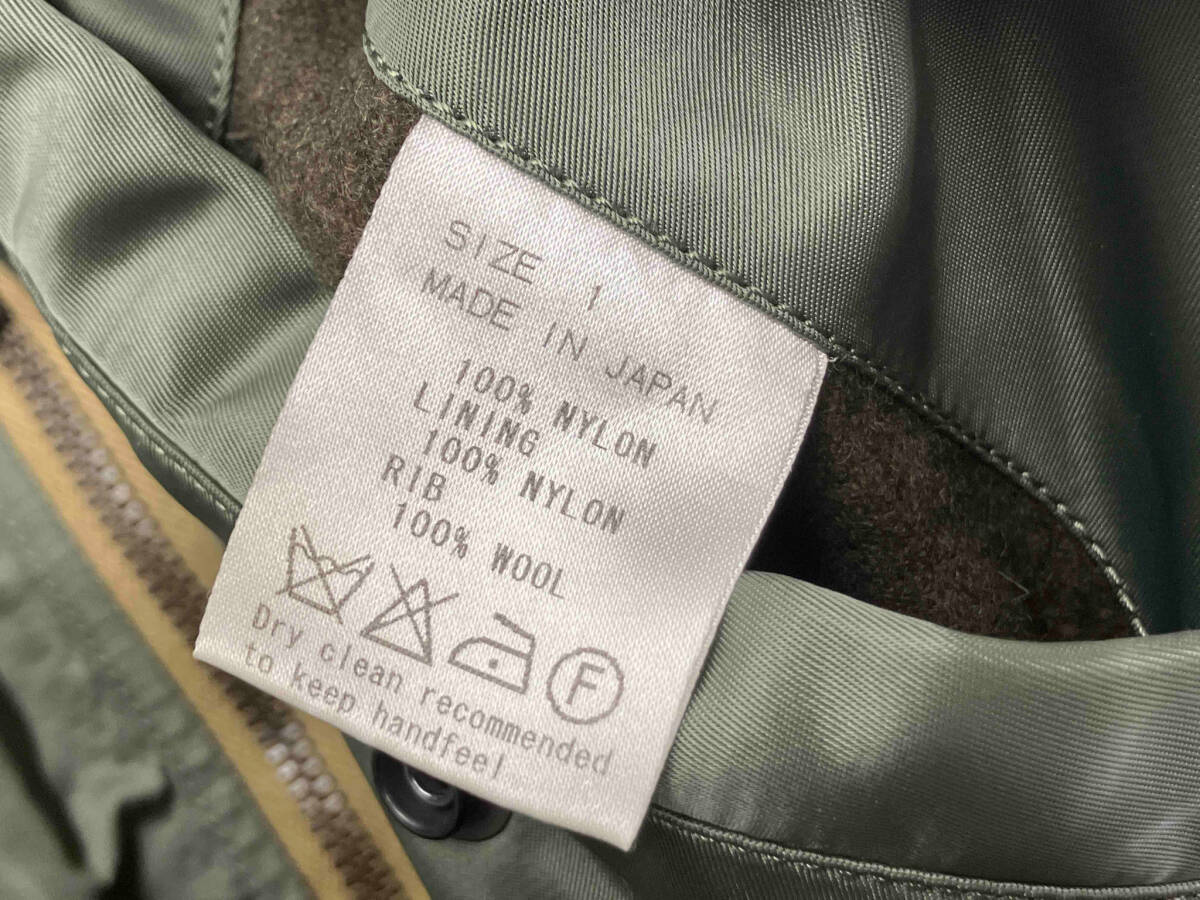 SIZE 1
MADE IN JAPAN
100% NYLON
LINING
100% NYLON
RIB
100% WOOL
F
Dry clean recommended
to keep handfeel